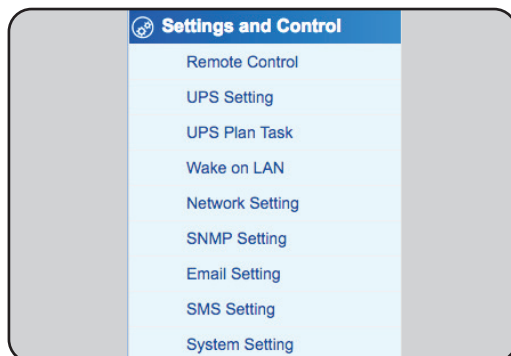 Settings and Control
Remote Control
UPS Setting
UPS Plan Task
Wake on LAN
Network Setting
SNMP Setting
Email Setting
SMS Setting
System Setting